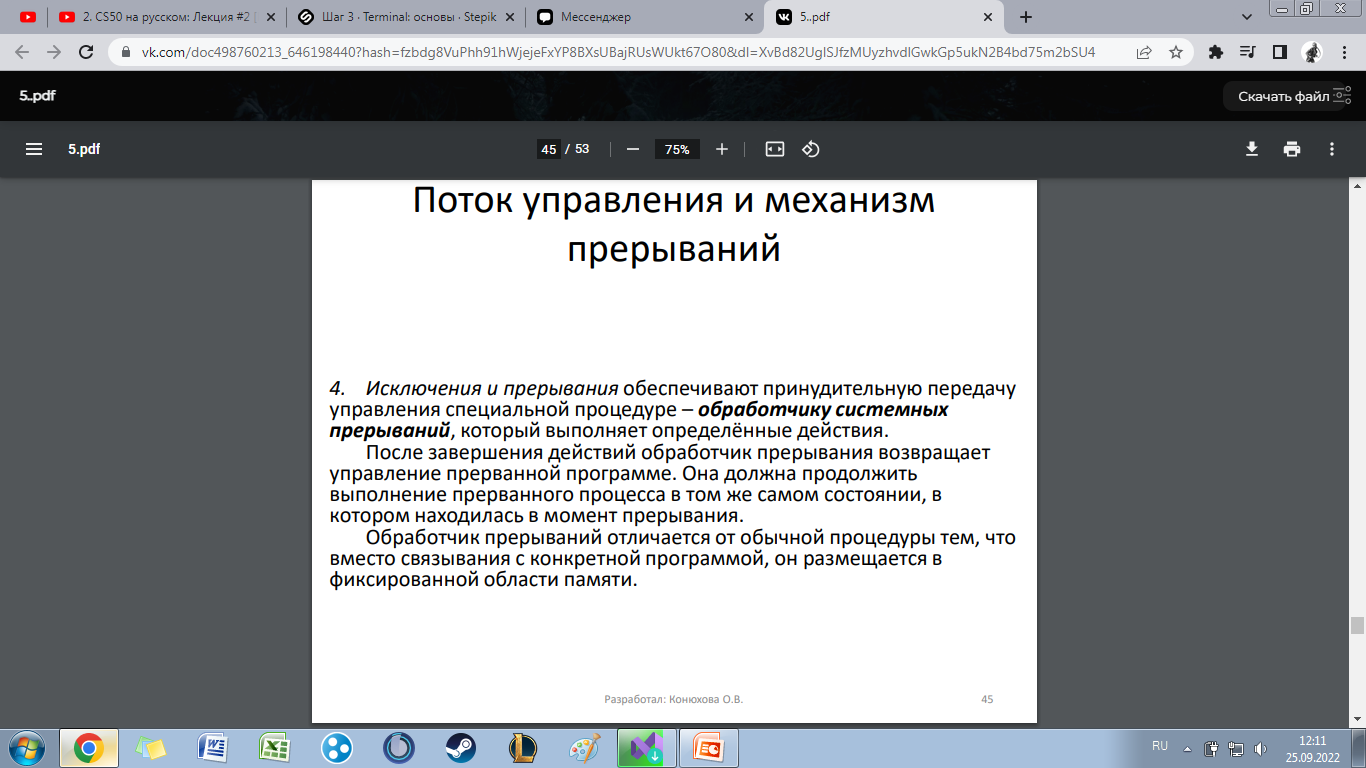 2. CS50 на русском: Лекция #2
Шаг 3 · Terminal: основы · Stepik
Мессенджер
5..pdf
vk.com/doc498760213_646198440?hash=fzbdg8VuPhh91hWjejeFxYP8BXsUBajRUsWUkt67O80&dl=XvBd82UgISJfzMUyzhvdlGwkGp5ukN2B4bd75m2bSU4
5..pdf
Скачать файл
5.pdf
45 / 53
75%
Поток управления и механизм
прерываний
4. Исключения и прерывания обеспечивают принудительную передачу
управления специальной процедуре – обработчику системных
прерываний, который выполняет определённые действия.
После завершения действий обработчик прерывания возвращает
управление прерванной программе. Она должна продолжить
выполнение прерванного процесса в том же самом состоянии, в
котором находилась в момент прерывания.
Обработчик прерываний отличается от обычной процедуры тем, что
вместо связывания с конкретной программой, он размещается в
фиксированной области памяти.
Разработал: Конюхова О.В.
45
RU
12:11
25.09.2022